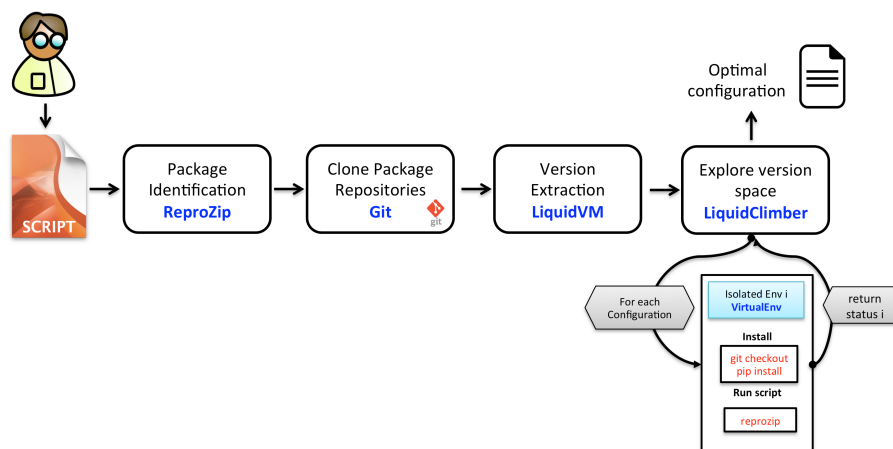 Optimal
configuration
SCRIPT
Package
Identification
ReproZip
Clone Package
Repositories
Git
git
Version
Extraction
LiquidVM
Explore version
space
LiquidClimber
For each
Configuration
Isolated Env i
VirtualEnv
Install
git checkout
pip install
Run script
reprozip
return
status i